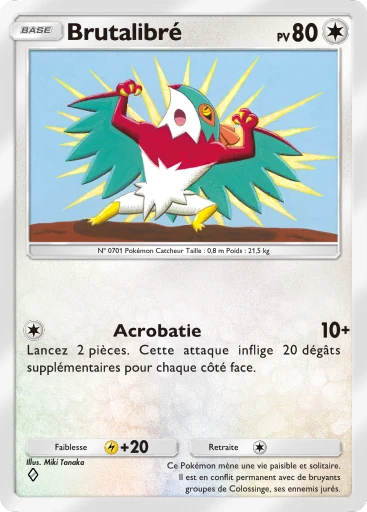 BASE
Brutalibré
PV 80
N° 0701 Pokémon Catcheur Taille : 0,8 m Poids : 21,5 kg
Acrobatie 10+
Lancez 2 pièces. Cette attaque inflige 20 dégâts
supplémentaires pour chaque côté face.
Faiblesse +20 Retraite
Illus. Miki Tanaka
Ce Pokémon mène une vie paisible et solitaire.
Il est en conflit permanent avec de bruyants
groupes de Colossinge, ses ennemis jurés.